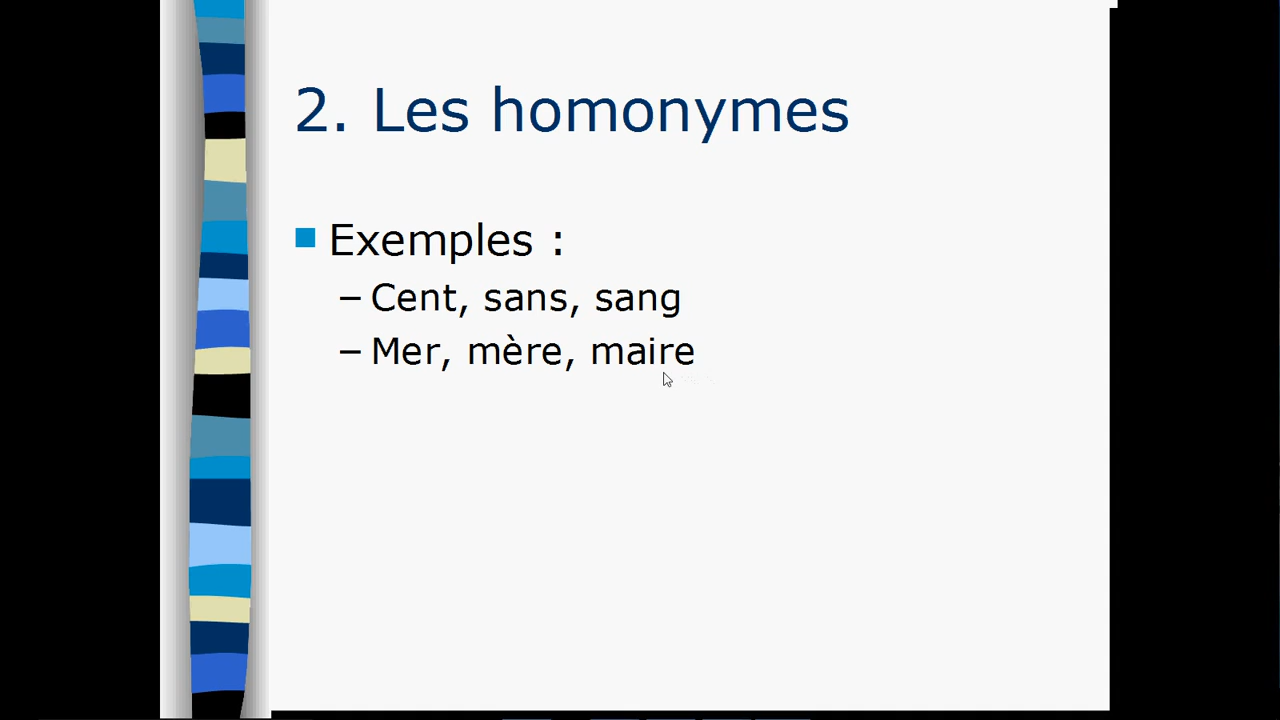 2. Les homonymes
Exemples :
– Cent, sans, sang
– Mer, mère, maire